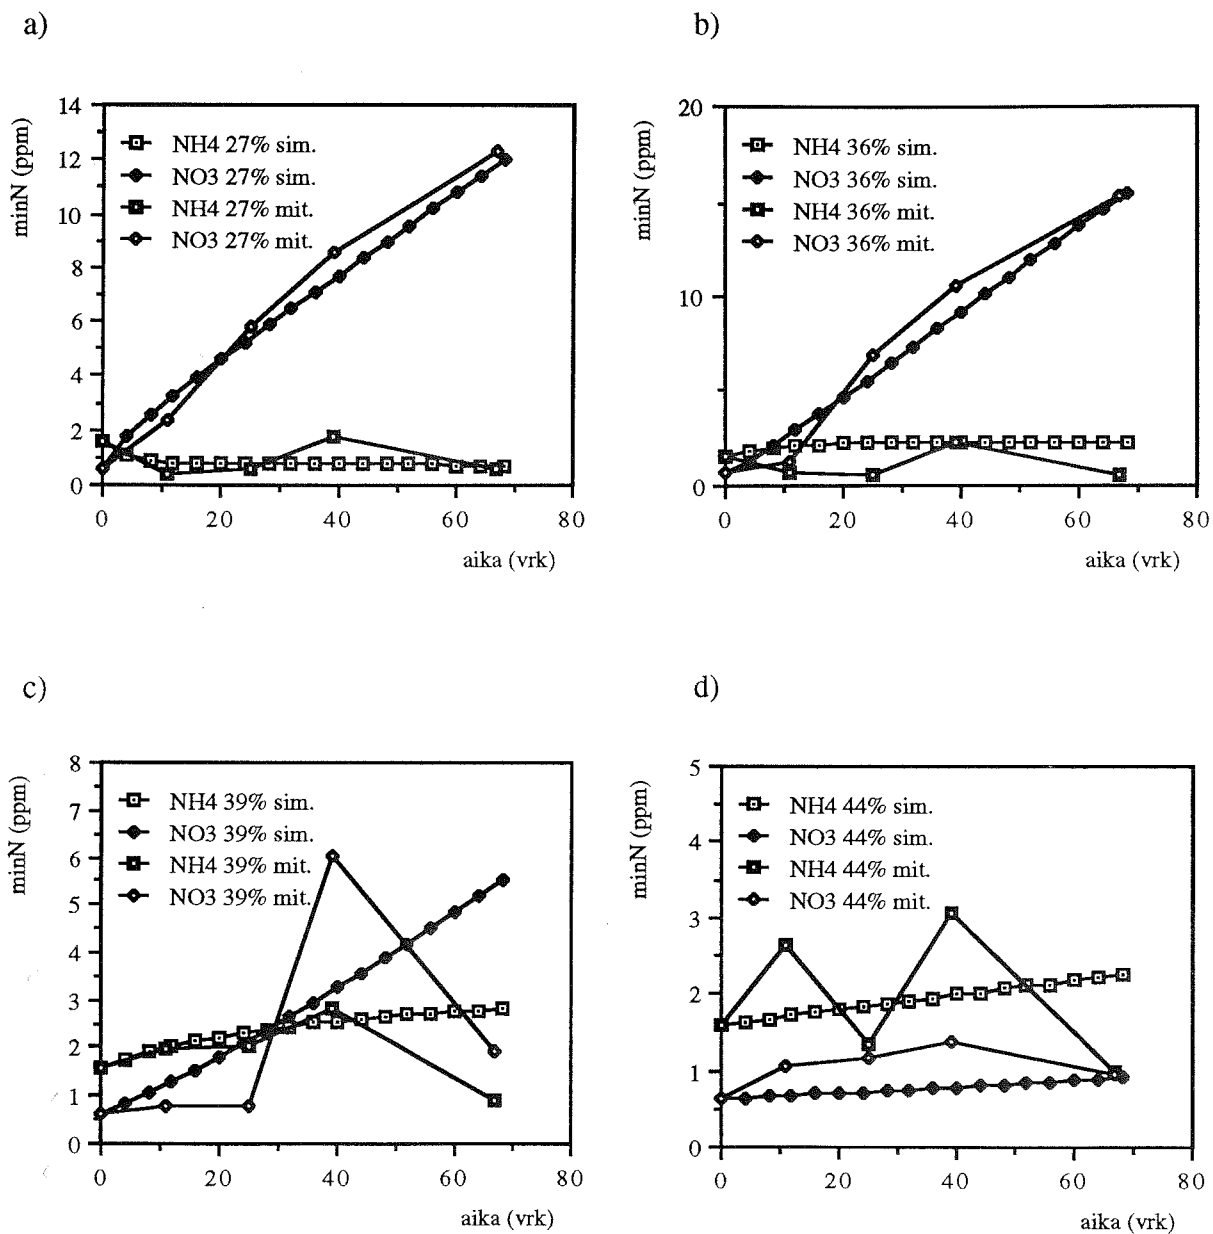 a)
minN (ppm)
14
12
10
8
6
4
2
0
NH4 27% sim.
NO3 27% sim.
NH4 27% mit.
NO3 27% mit.
0 20 40 60 80
aika (vrk)
b)
minN (ppm)
20
10
0
NH4 36% sim.
NO3 36% sim.
NH4 36% mit.
NO3 36% mit.
0 20 40 60 80
aika (vrk)
c)
minN (ppm)
8
7
6
5
4
3
2
1
0
NH4 39% sim.
NO3 39% sim.
NH4 39% mit.
NO3 39% mit.
0 20 40 60 80
aika (vrk)
d)
minN (ppm)
5
4
3
2
1
0
NH4 44% sim.
NO3 44% sim.
NH4 44% mit.
NO3 44% mit.
0 20 40 60 80
aika (vrk)